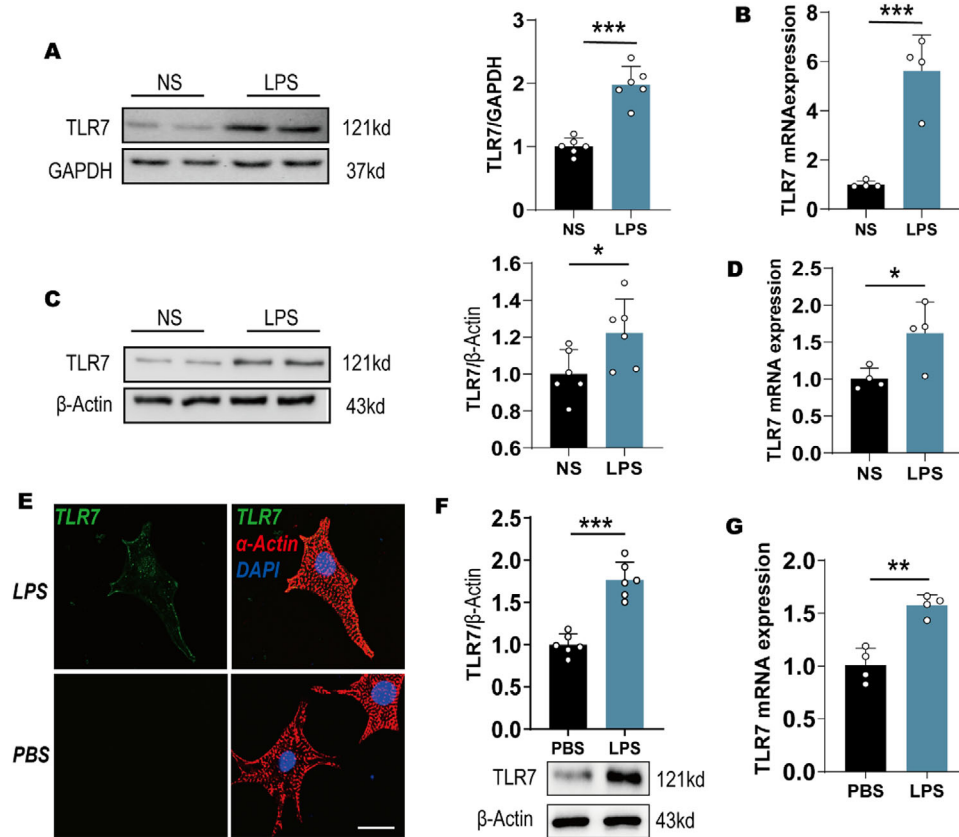 A
NS LPS
TLR7 121kd
GAPDH 37kd
TLR7/GAPDH
3
2
1
0
***
NS LPS
B
TLR7 mRNAexpression
8
6
4
2
0
***
NS LPS
C
NS LPS
TLR7 121kd
β-Actin 43kd
TLR7/β-Actin
1.6
1.4
1.2
1.0
0.8
0.6
*
NS LPS
D
TLR7 mRNA expression
2.5
2.0
1.5
1.0
0.5
0.0
*
NS LPS
E
TLR7
TLR7
α-Actin
DAPI
LPS
PBS
F
TLR7/β-Actin
2.5
2.0
1.5
1.0
0.5
0.0
***
PBS LPS
TLR7 121kd
β-Actin 43kd
G
TLR7 mRNA expression
2.0
1.5
1.0
0.5
0.0
**
PBS LPS